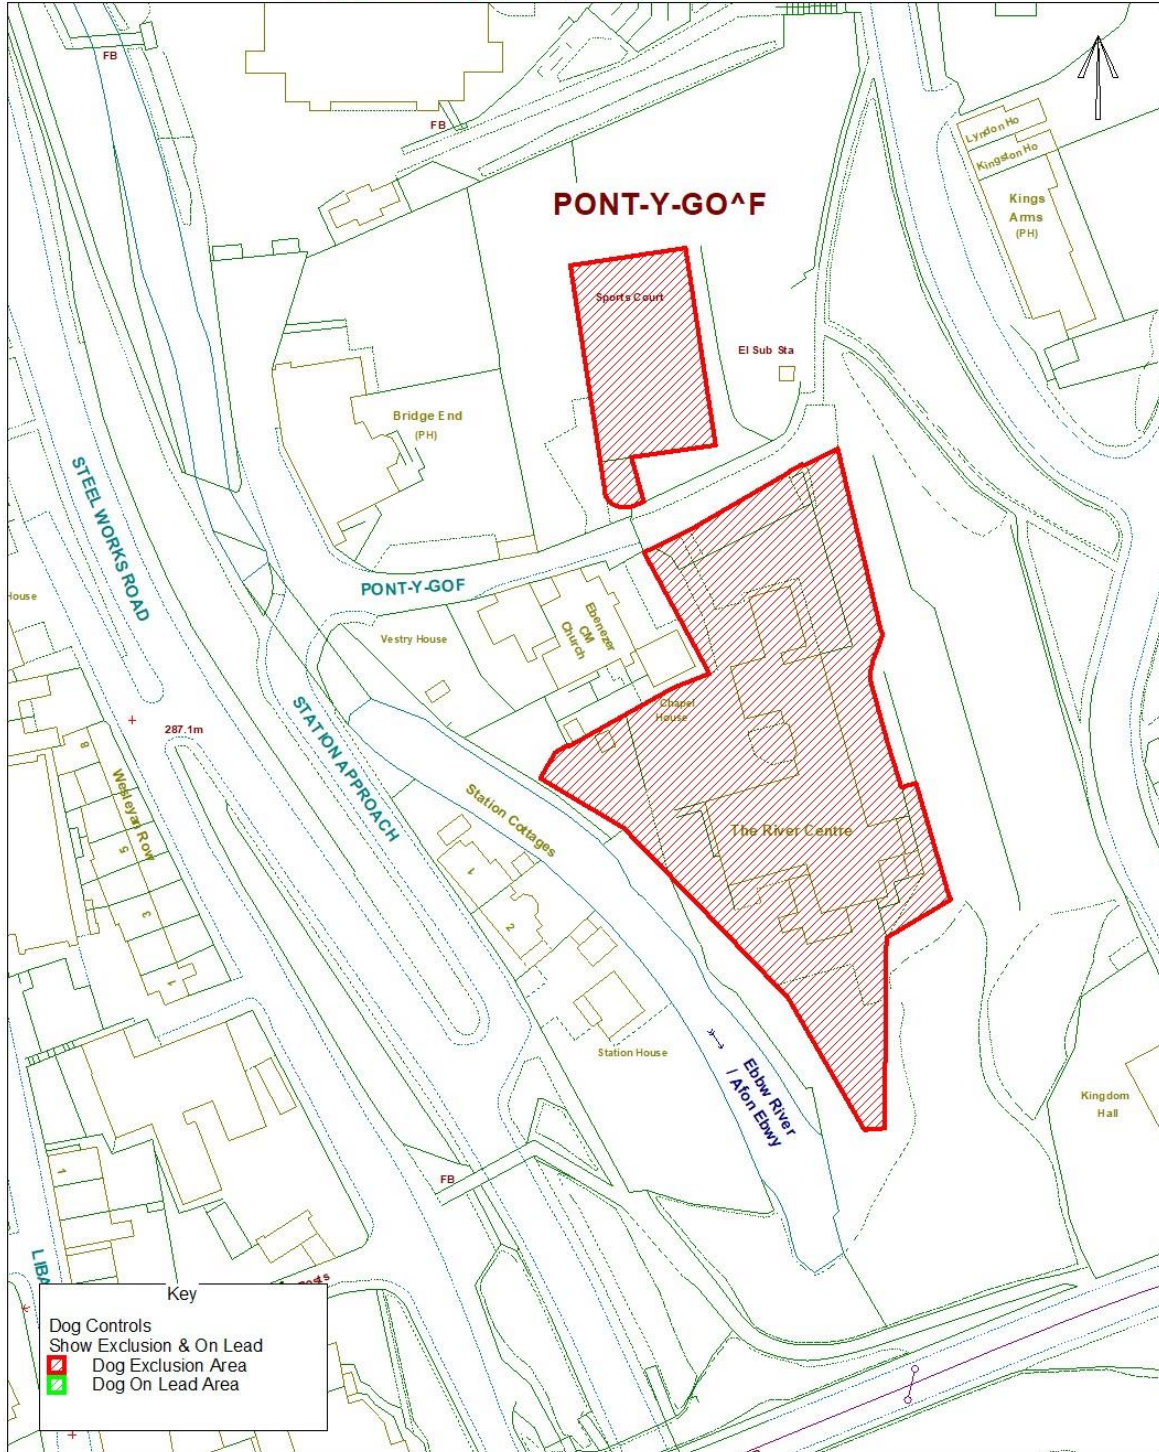 FB
FB
Lyndon Ho
Kingston Ho
Kings
Arms
(PH)
PONT-Y-GO^F
Sports Court
El Sub Sta
Bridge End
(PH)
STEEL WORKS ROAD
PONT-Y-GOF
House
Vestry House
Ebenezer
CM
Church
Chapel
House
STATION APPROACH
287.1m
8
Wesleyan Row
5
3
1
Station Cottages
1
2
The River Centre
Station House
Ebbw River
/ Afon Ebwy
Kingdom
Hall
FB
1
LIBA
Key
Dog Controls
Show Exclusion & On Lead
Dog Exclusion Area
Dog On Lead Area